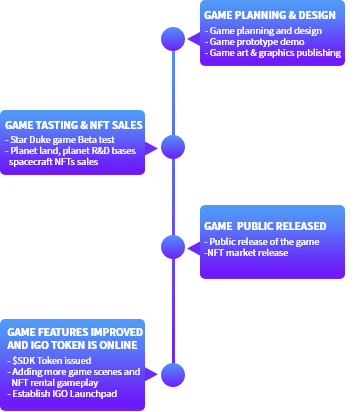 GAME PLANNING & DESIGN
- Game planning and design
- Game prototype demo
- Game art & graphics publishing
GAME TASTING & NFT SALES
- Star Duke game Beta test
- Planet land, planet R&D bases
spacecraft NFTs sales
GAME PUBLIC RELEASED
- Public release of the game
-NFT market release
GAME FEATURES IMPROVED
AND IGO TOKEN IS ONLINE
- $SDK Token issued
- Adding more game scenes and
NFT rental gameplay
- Establish IGO Launchpad